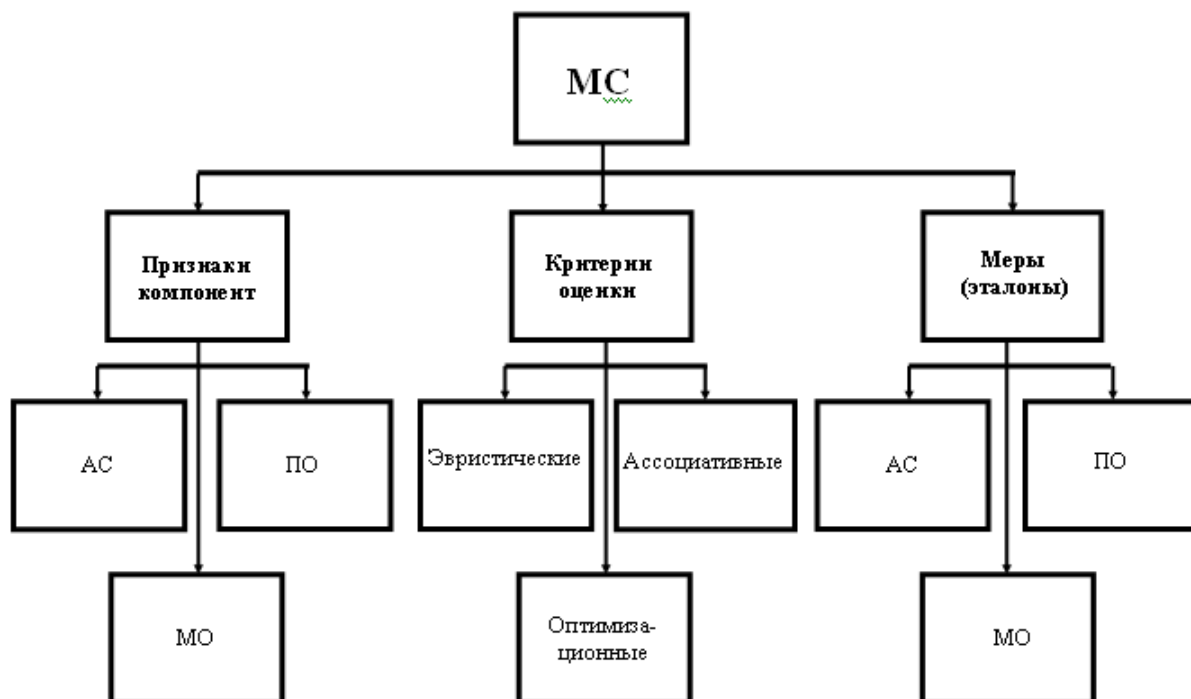 МС
Признаки
компонент
Критерии
оценки
Меры
(эталоны)
АС
ПО
Эвристические
Ассоциативные
АС
ПО
МО
Оптимиза-
ционные
МО